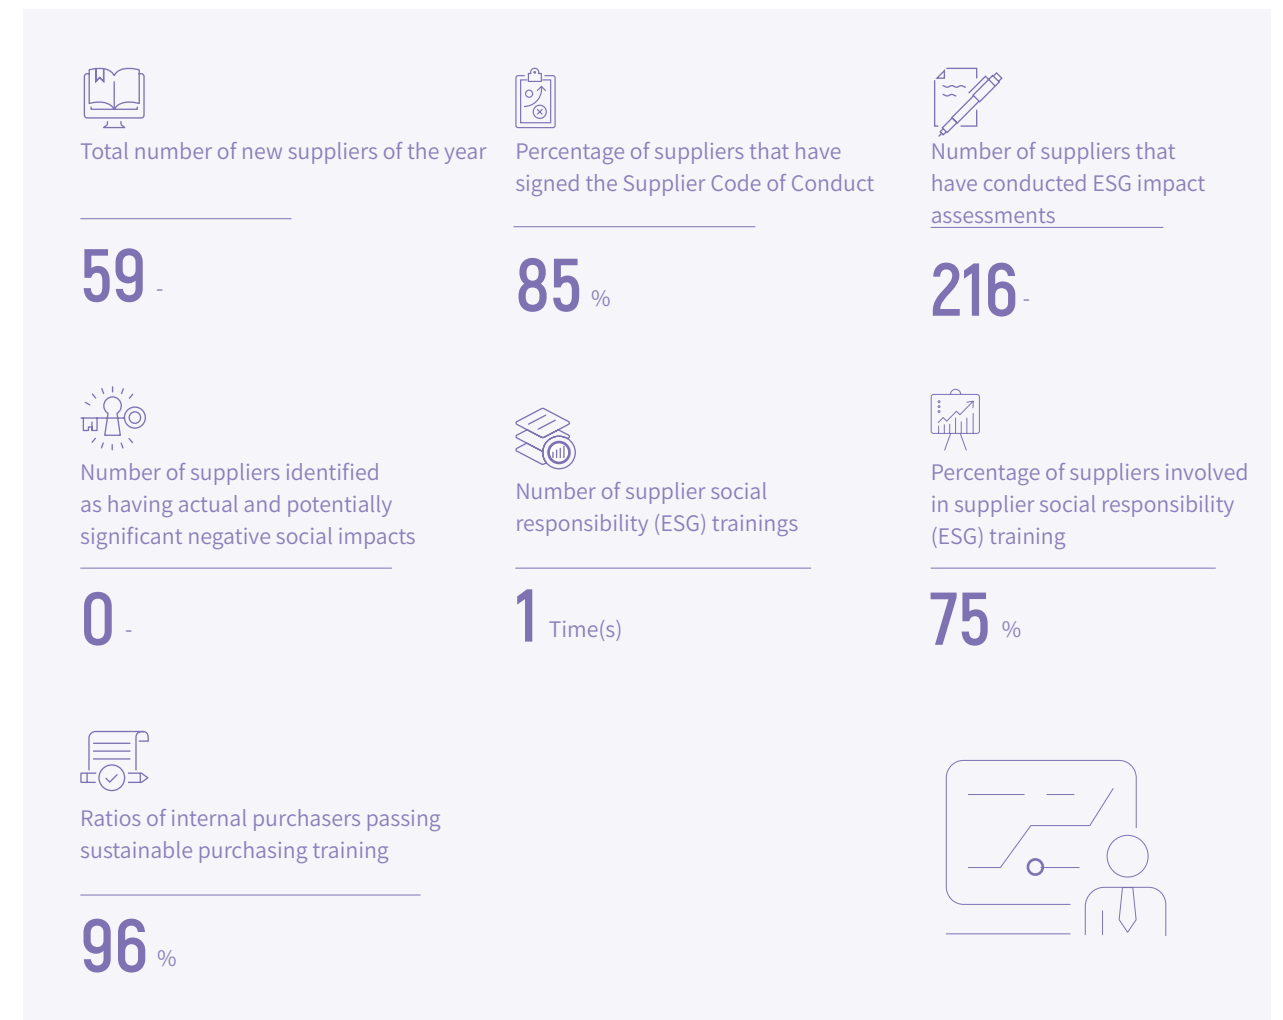 Total number of new suppliers of the year
59 -
Percentage of suppliers that have
signed the Supplier Code of Conduct
85 %
Number of suppliers that
have conducted ESG impact
assessments
216 -
Number of suppliers identified
as having actual and potentially
significant negative social impacts
0 -
Number of supplier social
responsibility (ESG) trainings
1 Time(s)
Percentage of suppliers involved
in supplier social responsibility
(ESG) training
75 %
Ratios of internal purchasers passing
sustainable purchasing training
96 %